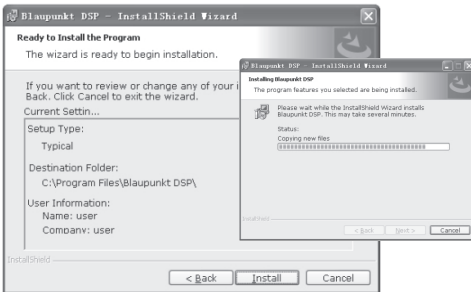 Blaupunkt DSP - InstallShield Wizard
Ready to Install the Program
The wizard is ready to begin installation.
If you want to review or change any of your i
Back. Click Cancel to exit the wizard.
Current Settin...
Setup Type:
Typical
Destination Folder:
C:\Program Files\Blaupunkt DSP\
User Information:
Name: user
Company: user
InstallShield
< Back
Install
Cancel
Blaupunkt DSP - InstallShield Wizard
Installing Blaupunkt DSP
The program features you selected are being installed.
Please wait while the InstallShield Wizard installs
Blaupunkt DSP. This may take several minutes.
Status:
Copying new files
InstallShield
< Back
Next >
Cancel